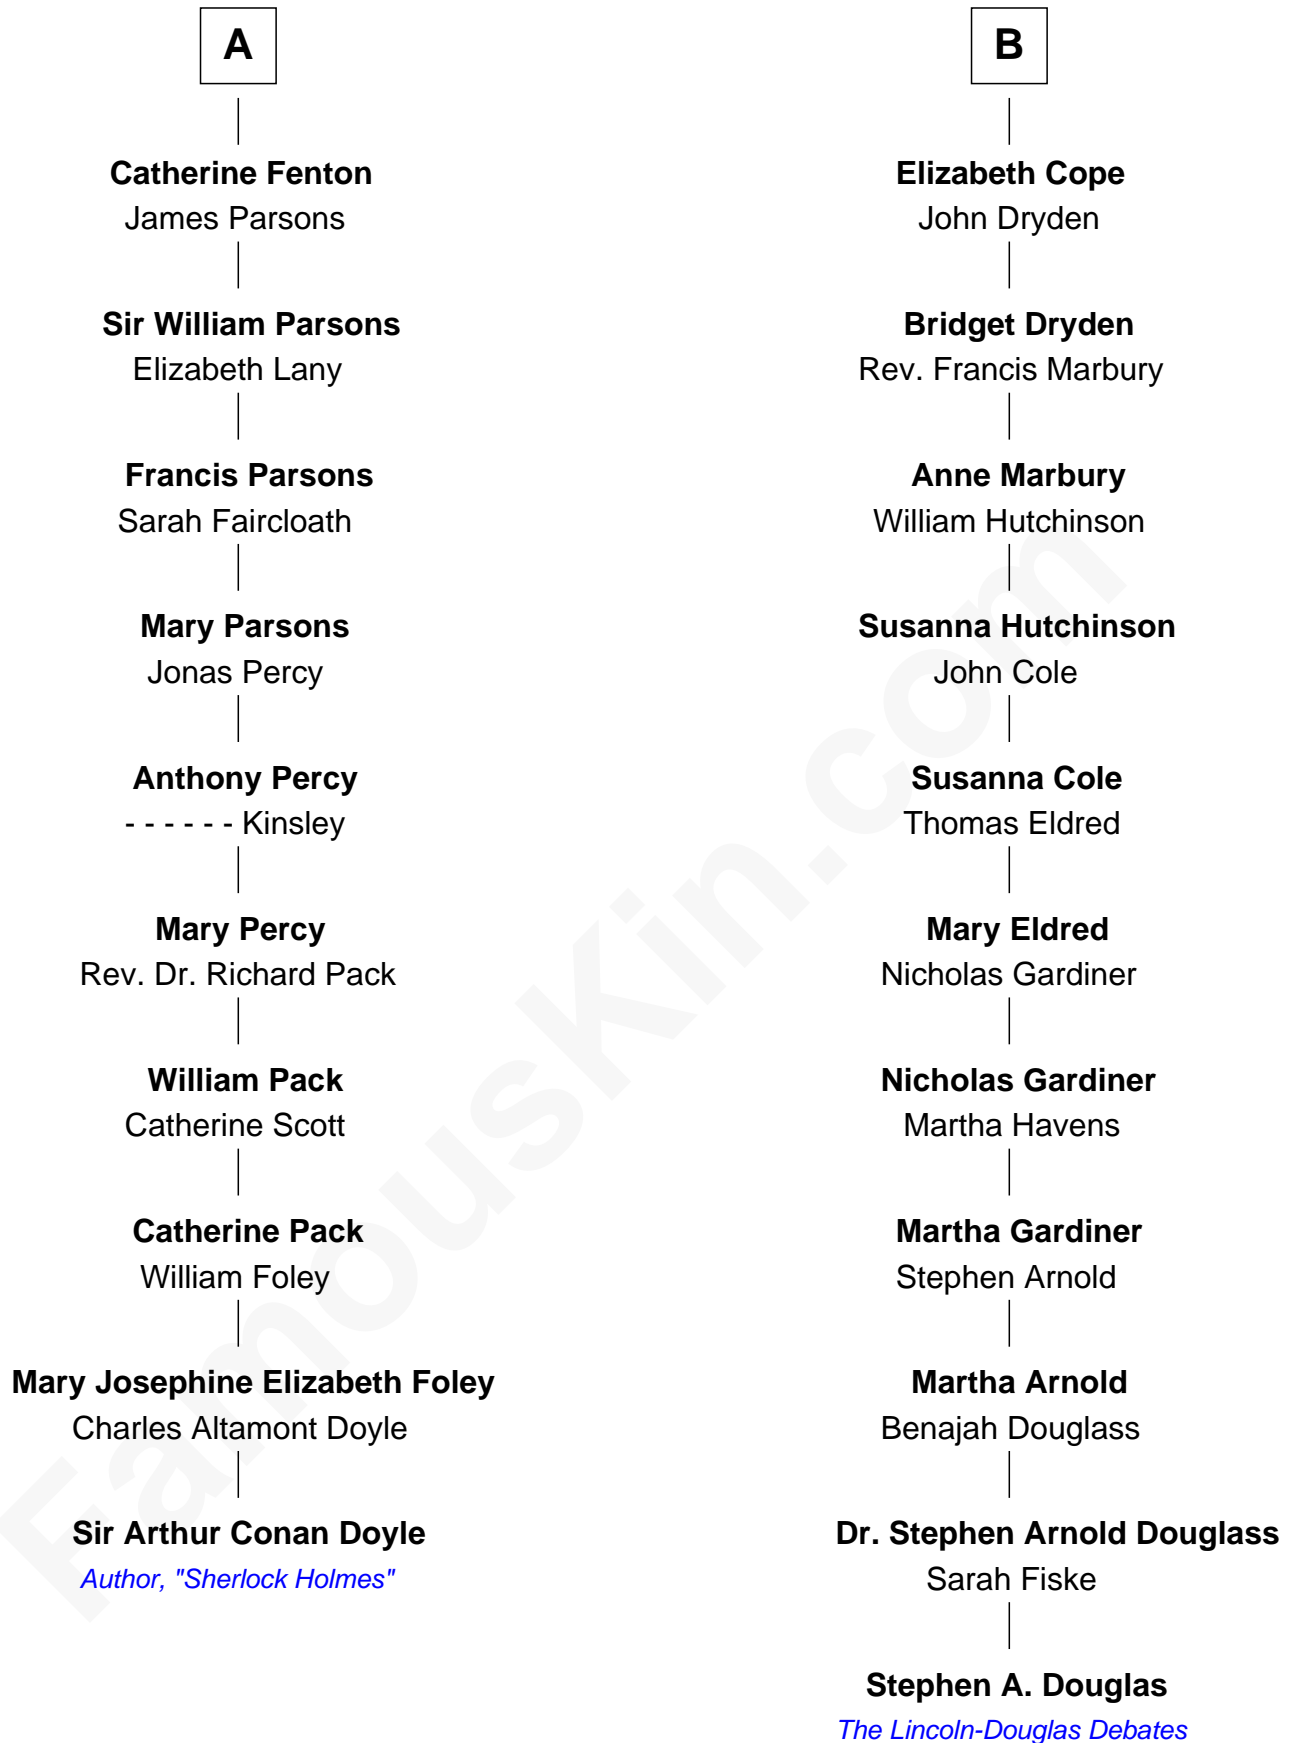 A
Catherine Fenton
James Parsons
Sir William Parsons
Elizabeth Lany
Francis Parsons
Sarah Faircloath
Mary Parsons
Jonas Percy
Anthony Percy
- - - - - - Kinsley
Mary Percy
Rev. Dr. Richard Pack
William Pack
Catherine Scott
Catherine Pack
William Foley
Mary Josephine Elizabeth Foley
Charles Altamont Doyle
Sir Arthur Conan Doyle
Author, "Sherlock Holmes"
B
Elizabeth Cope
John Dryden
Bridget Dryden
Rev. Francis Marbury
Anne Marbury
William Hutchinson
Susanna Hutchinson
John Cole
Susanna Cole
Thomas Eldred
Mary Eldred
Nicholas Gardiner
Nicholas Gardiner
Martha Havens
Martha Gardiner
Stephen Arnold
Martha Arnold
Benajah Douglass
Dr. Stephen Arnold Douglass
Sarah Fiske
Stephen A. Douglas
The Lincoln-Douglas Debates
FamousKin.com